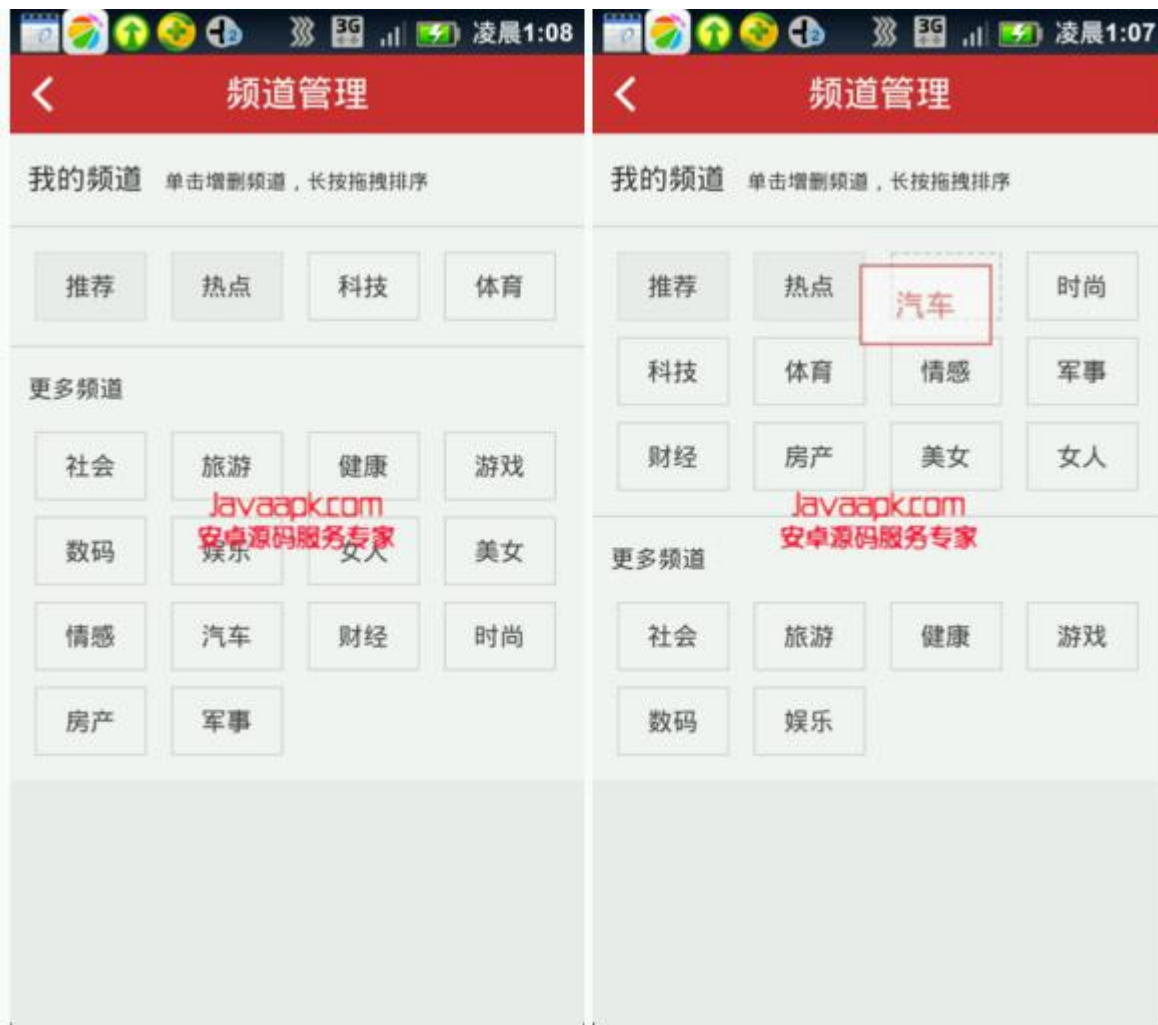 凌晨1:08
频道管理
我的频道 单击增删频道，长按拖拽排序
推荐 热点 科技 体育
更多频道
社会 旅游 健康 游戏
Javaapk.com
安卓源码服务专家
数码 娱乐 女人 美女
情感 汽车 财经 时尚
房产 军事
3G 凌晨1:07
频道管理
我的频道 单击增删频道，长按拖拽排序
推荐 热点 汽车 时尚
科技 体育 情感 军事
财经 房产 美女 女人
Javaapk.com
安卓源码服务专家
更多频道
社会 旅游 健康 游戏
数码 娱乐